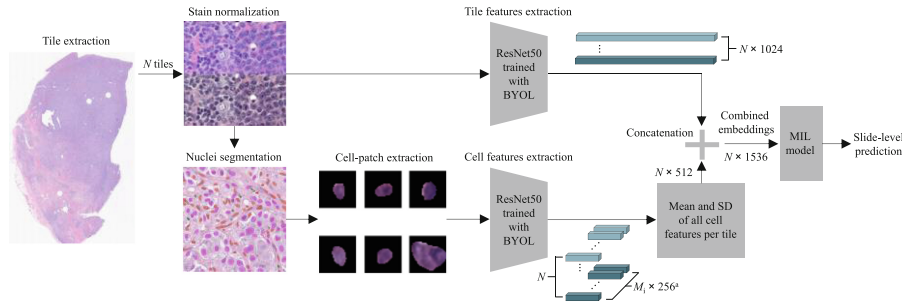 Tile extraction
N tiles
Stain normalization
Nuclei segmentation
Cell-patch extraction
Tile features extraction
ResNet50
trained
with
BYOL
N × 1024
Cell features extraction
ResNet50
trained
with
BYOL
N
Mᵢ × 256ᵃ
Mean and SD
of all cell
features per tile
N × 512
Concatenation
Combined
embeddings
N × 1536
MIL
model
Slide-level
prediction